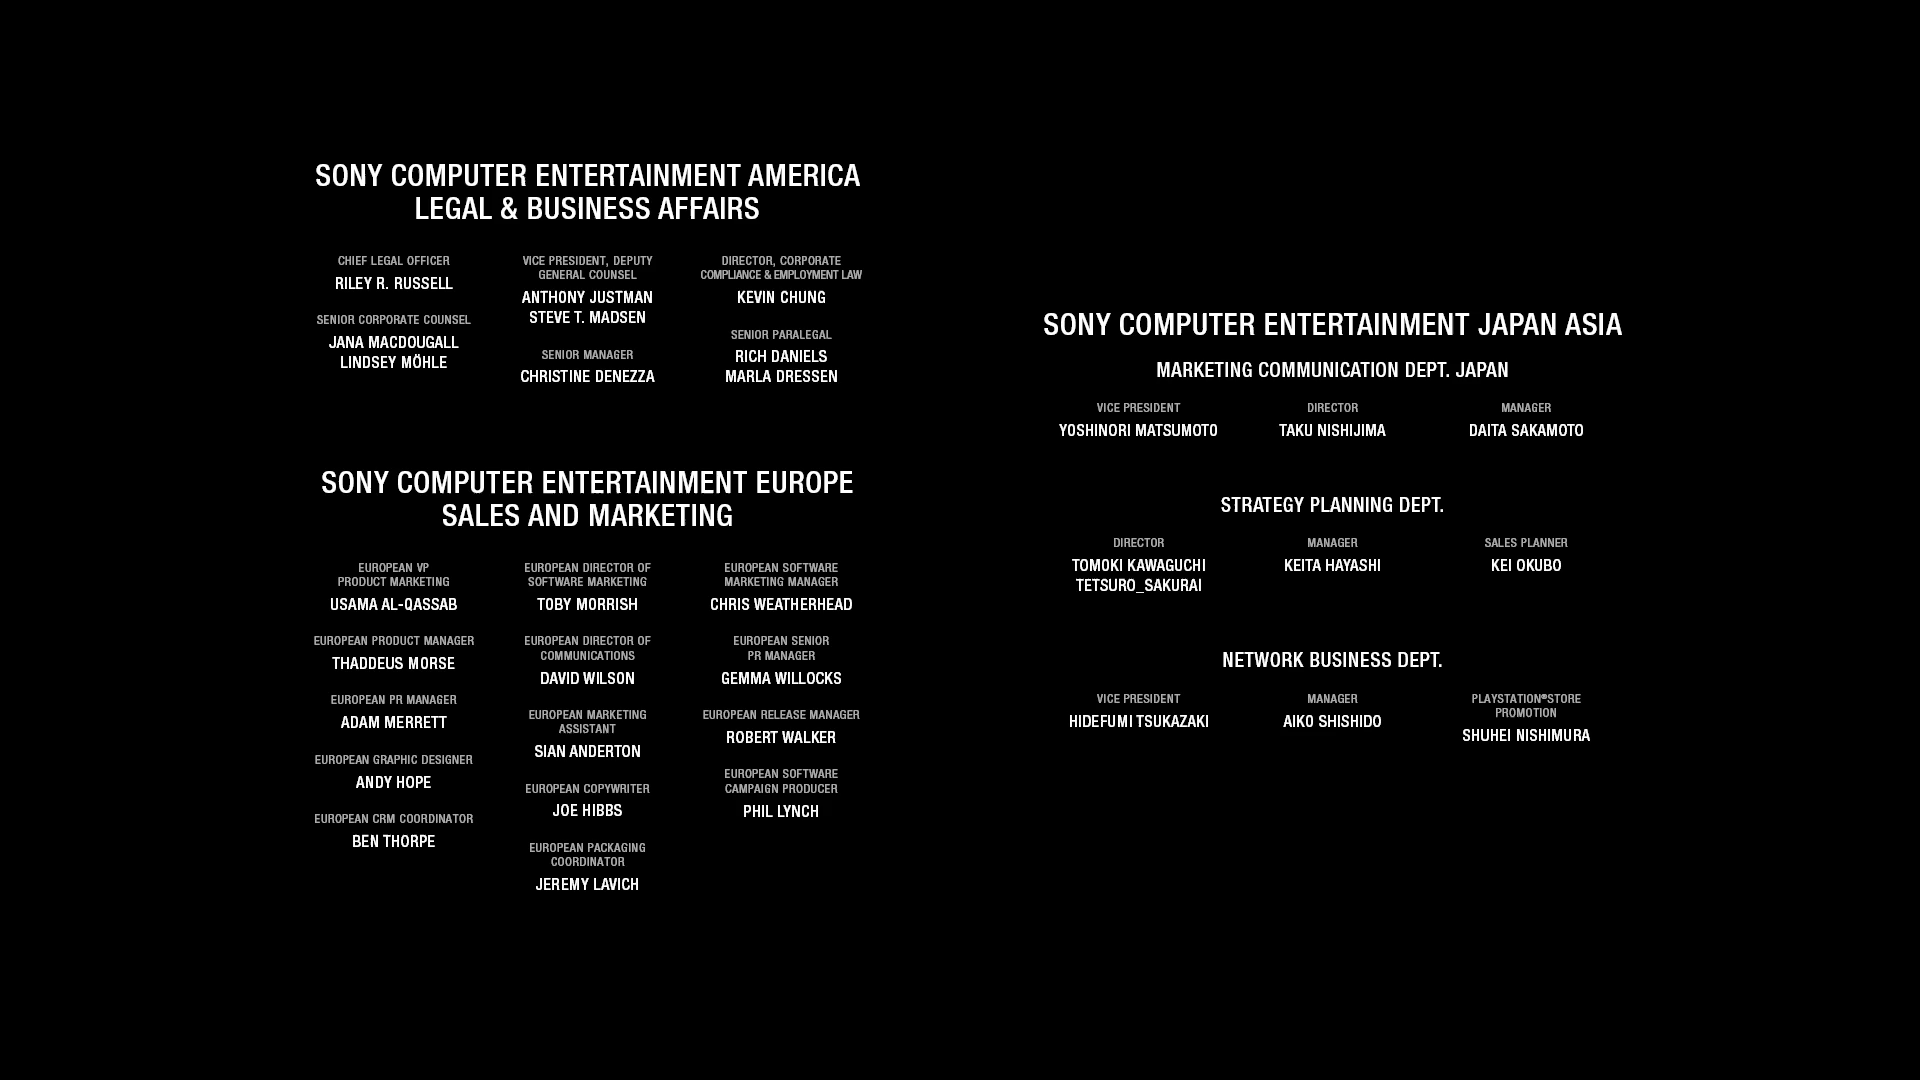 SONY COMPUTER ENTERTAINMENT AMERICA
LEGAL & BUSINESS AFFAIRS
CHIEF LEGAL OFFICER
RILEY R. RUSSELL
SENIOR CORPORATE COUNSEL
JANA MACDOUGALL
LINDSEY MÖHLE
VICE PRESIDENT, DEPUTY
GENERAL COUNSEL
ANTHONY JUSTMAN
STEVE T. MADSEN
SENIOR MANAGER
CHRISTINE DENEZZA
DIRECTOR, CORPORATE
COMPLIANCE & EMPLOYMENT LAW
KEVIN CHUNG
SENIOR PARALEGAL
RICH DANIELS
MARLA DRESSEN
SONY COMPUTER ENTERTAINMENT EUROPE
SALES AND MARKETING
EUROPEAN VP
PRODUCT MARKETING
USAMA AL-QASSAB
EUROPEAN PRODUCT MANAGER
THADDEUS MORSE
EUROPEAN PR MANAGER
ADAM MERRETT
EUROPEAN GRAPHIC DESIGNER
ANDY HOPE
EUROPEAN CRM COORDINATOR
BEN THORPE
EUROPEAN DIRECTOR OF
SOFTWARE MARKETING
TOBY MORRISH
EUROPEAN DIRECTOR OF
COMMUNICATIONS
DAVID WILSON
EUROPEAN MARKETING
ASSISTANT
SIAN ANDERTON
EUROPEAN COPYWRITER
JOE HIBBS
EUROPEAN PACKAGING
COORDINATOR
JEREMY LAVICH
EUROPEAN SOFTWARE
MARKETING MANAGER
CHRIS WEATHERHEAD
EUROPEAN SENIOR
PR MANAGER
GEMMA WILLOCKS
EUROPEAN RELEASE MANAGER
ROBERT WALKER
EUROPEAN SOFTWARE
CAMPAIGN PRODUCER
PHIL LYNCH
SONY COMPUTER ENTERTAINMENT JAPAN ASIA
MARKETING COMMUNICATION DEPT. JAPAN
VICE PRESIDENT
YOSHINORI MATSUMOTO
DIRECTOR
TAKU NISHIJIMA
MANAGER
DAITA SAKAMOTO
STRATEGY PLANNING DEPT.
DIRECTOR
TOMOKI KAWAGUCHI
TETSURO_SAKURAI
MANAGER
KEITA HAYASHI
SALES PLANNER
KEI OKUBO
NETWORK BUSINESS DEPT.
VICE PRESIDENT
HIDEFUMI TSUKAZAKI
MANAGER
AIKO SHISHIDO
PLAYSTATION®STORE
PROMOTION
SHUHEI NISHIMURA